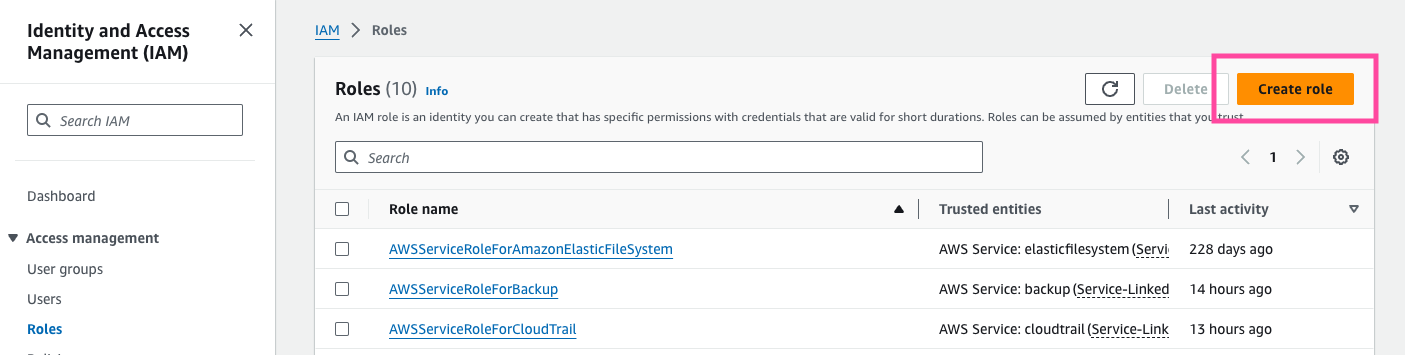 Identity and Access
Management (IAM)
Search IAM
Dashboard
Access management
User groups
Users
Roles
IAM
Roles
Roles (10) Info
Delete
Create role
An IAM role is an identity you can create that has specific permissions with credentials that are valid for short durations. Roles can be assumed by entities that you trust.
Search
1
Role name Trusted entities Last activity
AWSServiceRoleForAmazonElasticFileSystem AWS Service: elasticfilesystem (Servi 228 days ago
AWSServiceRoleForBackup AWS Service: backup (Service-Linked 14 hours ago
AWSServiceRoleForCloudTrail AWS Service: cloudtrail (Service-Link 13 hours ago